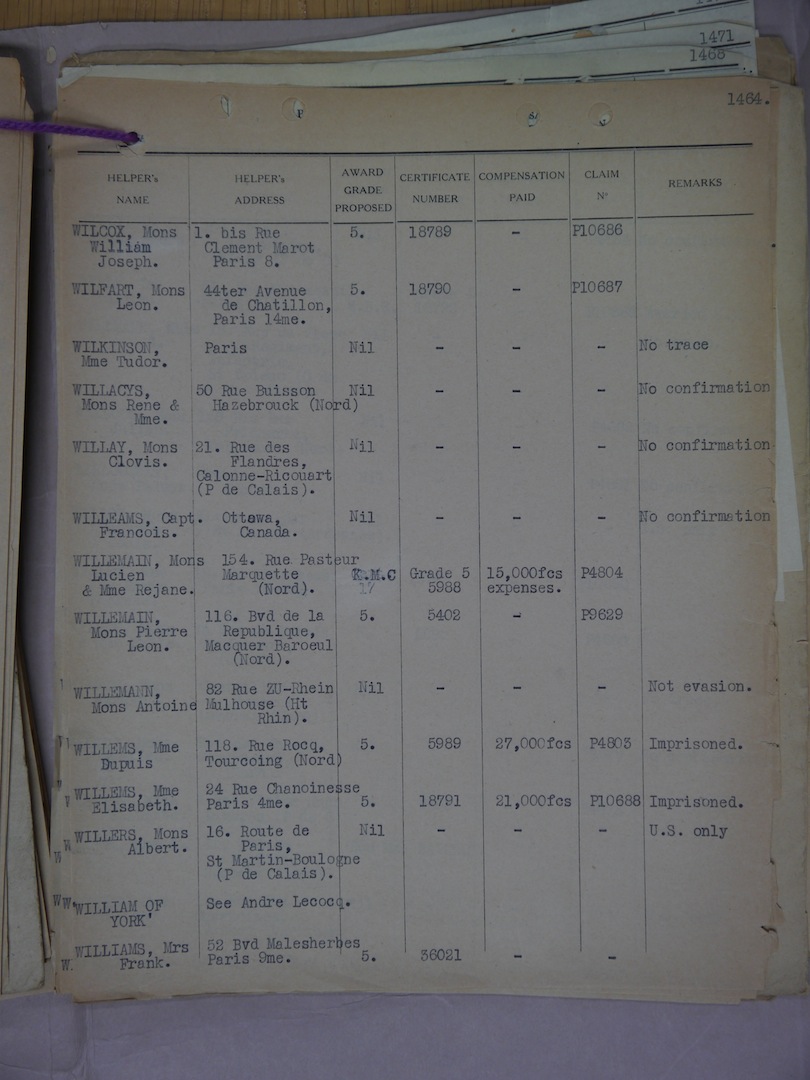 1471
1468
1464.
HELPER's NAME | HELPER's ADDRESS | AWARD GRADE PROPOSED | CERTIFICATE NUMBER | COMPENSATION PAID | CLAIM N° | REMARKS
WILCOX, Mons 1. bis Rue 5. 18789 - P10686
William Clement Marot
Joseph. Paris 8.
WILFART, Mons 44ter Avenue 5. 18790 - P10687
Leon. de Chatillon,
Paris 14me.
WILKINSON, Paris Nil - - - No trace
Mme Tudor.
WILLACYS, 50 Rue Buisson Nil - - - No confirmation
Mons Rene & Hazebrouck (Nord)
Mme.
WILLAY, Mons 21. Rue des Nil - - - No confirmation
Clovis. Flandres,
Calonne-Ricouart
(P de Calais).
WILLEAMS, Capt. Ottowa, Nil - - - No confirmation
Francois. Canada.
WILLEMAIN, Mons 154. Rue Pasteur
Lucien Marquette K.M.C Grade 5 15,000fcs P4804
& Mme Rejane. (Nord). 17 5988 expenses.
WILLEMAIN, 116. Bvd de la 5. 5402 - P9629
Mons Pierre Republique,
Leon. Macquer Baroeul
(Nord).
WILLEMANN, 82 Rue ZU-Rhein Nil - - - Not evasion.
Mons Antoine Mulhouse (Ht
Rhin).
WILLEMS, Mme 118. Rue Rocq, 5. 5989 27,000fcs P4803 Imprisoned.
Dupuis Tourcoing (Nord)
WILLEMS, Mme 24 Rue Chanoinesse
Elisabeth. Paris 4me. 5. 18791 21,000fcs P10688 Imprisoned.
WILLERS, Mons 16. Route de Nil - - - U.S. only
Albert. Paris,
St Martin-Boulogne
(P de Calais).
'WILLIAM OF See Andre Lecocq.
YORK'
WILLIAMS, Mrs 52 Bvd Malesherbes
Frank. Paris 9me. 5. 36021 - -